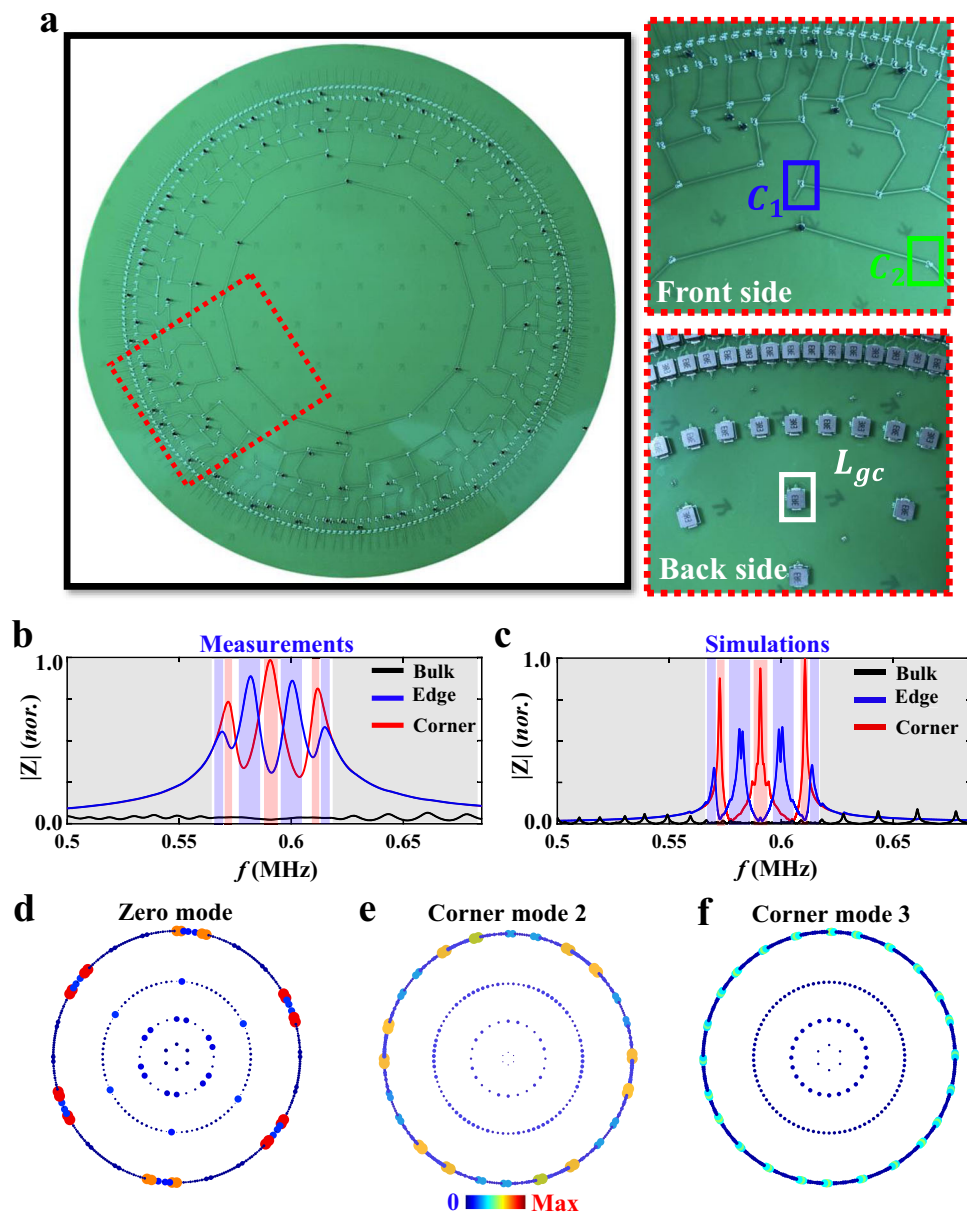 a
C1
C2
Front side
Lgc
Back side
b
Measurements
1.0
Bulk
Edge
Corner
|Z| (nor.)
0.0
0.5 0.55 0.6 0.65
f (MHz)
c
Simulations
1.0
Bulk
Edge
Corner
|Z| (nor.)
0.0
0.5 0.55 0.6 0.65
f (MHz)
d
Zero mode
e
Corner mode 2
f
Corner mode 3
0 Max